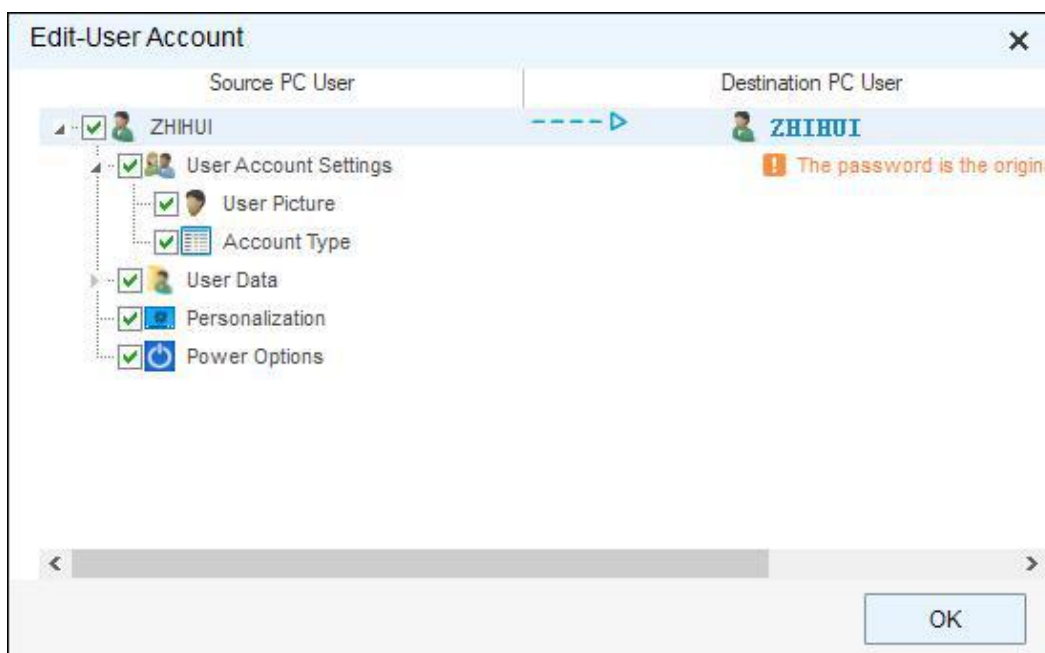 Edit-User Account
Source PC User Destination PC User
ZHIHUI ZHIHUI
User Account Settings The password is the origin
User Picture
Account Type
User Data
Personalization
Power Options
OK